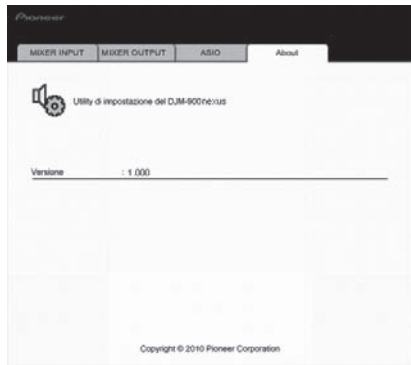 Pioneer
MIXER INPUT MIXER OUTPUT ASIO About
Utility di impostazione del DJM-900nexus
Versione : 1.000
Copyright © 2010 Pioneer Corporation